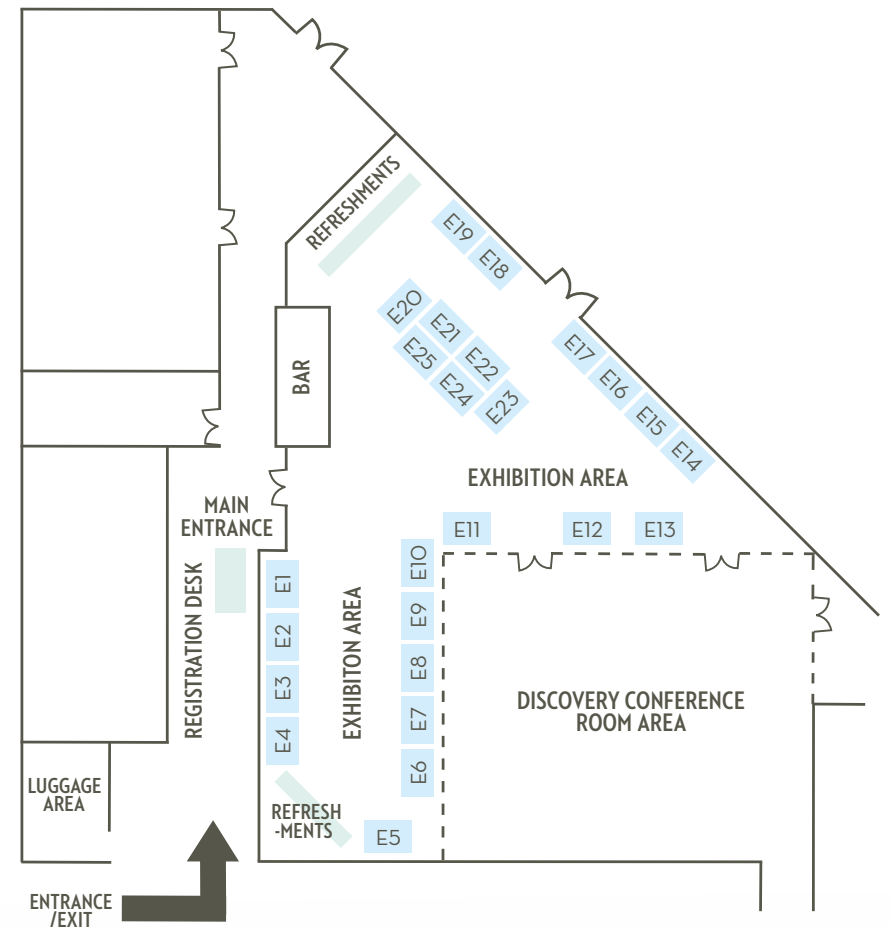 REFRESHMENTS
E19
E18
E20
E21
E22
E25
E24
E23
E17
E16
E15
E14
BAR
EXHIBITION AREA
MAIN
ENTRANCE
E11
E12
E13
REGISTRATION DESK
E1
E2
E3
E4
EXHIBITON AREA
E10
E9
E8
E7
E6
DISCOVERY CONFERENCE
ROOM AREA
LUGGAGE
AREA
REFRESH
-MENTS
E5
ENTRANCE
/EXIT